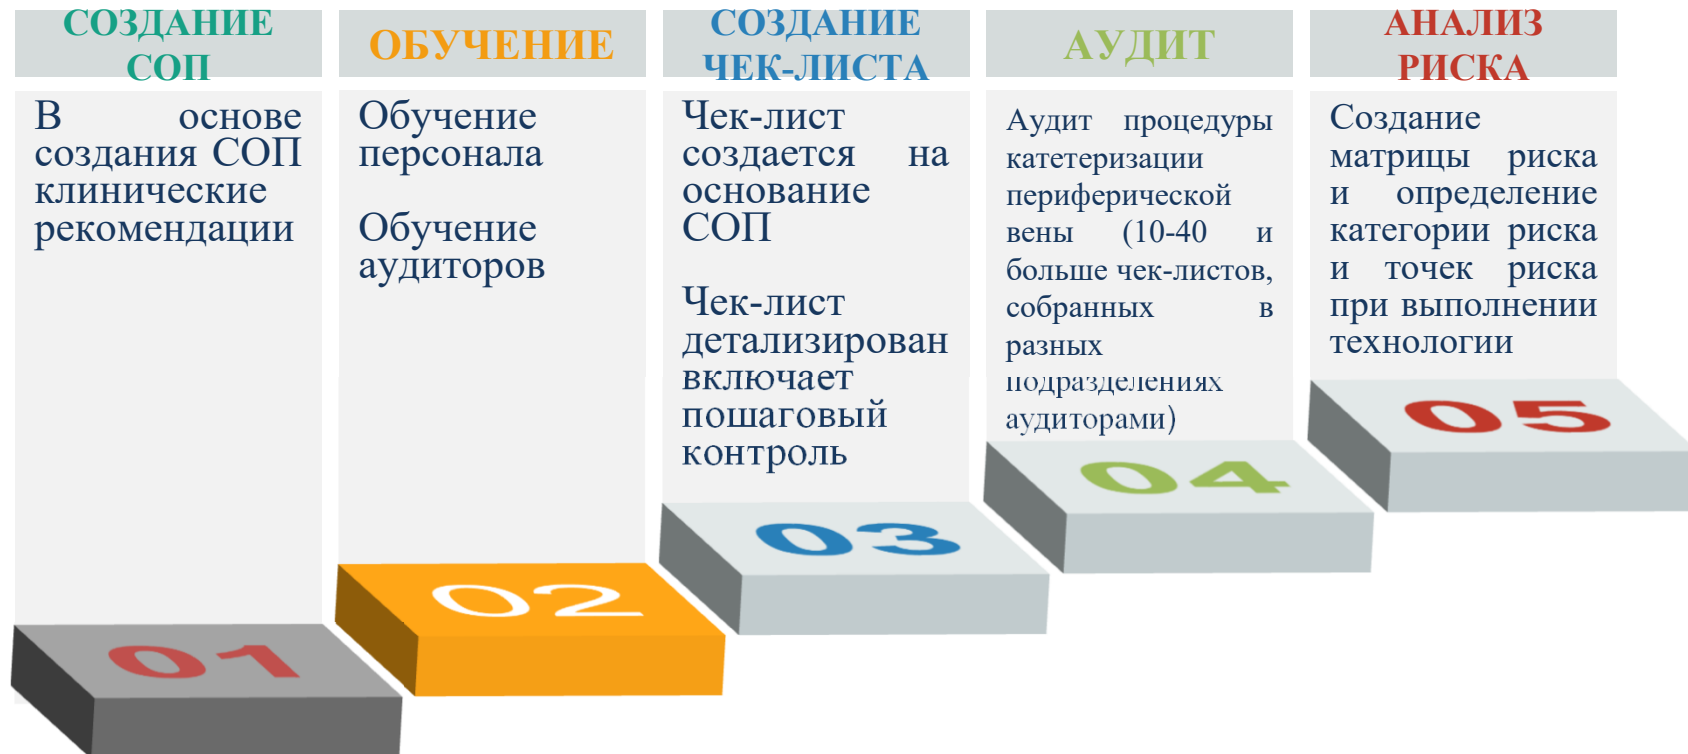 СОЗДАНИЕ
СОП
В основе
создания СОП
клинические
рекомендации
01
ОБУЧЕНИЕ
Обучение
персонала
Обучение
аудиторов
02
СОЗДАНИЕ
ЧЕК-ЛИСТА
Чек-лист
создается на
основание
СОП
Чек-лист
детализирован
включает
пошаговый
контроль
03
АУДИТ
Аудит процедуры
катетеризации
периферической
вены (10-40 и
больше чек-листов,
собранных в
разных
подразделениях
аудиторами)
04
АНАЛИЗ
РИСКА
Создание
матрицы риска
и определение
категории риска
и точек риска
при выполнении
технологии
05